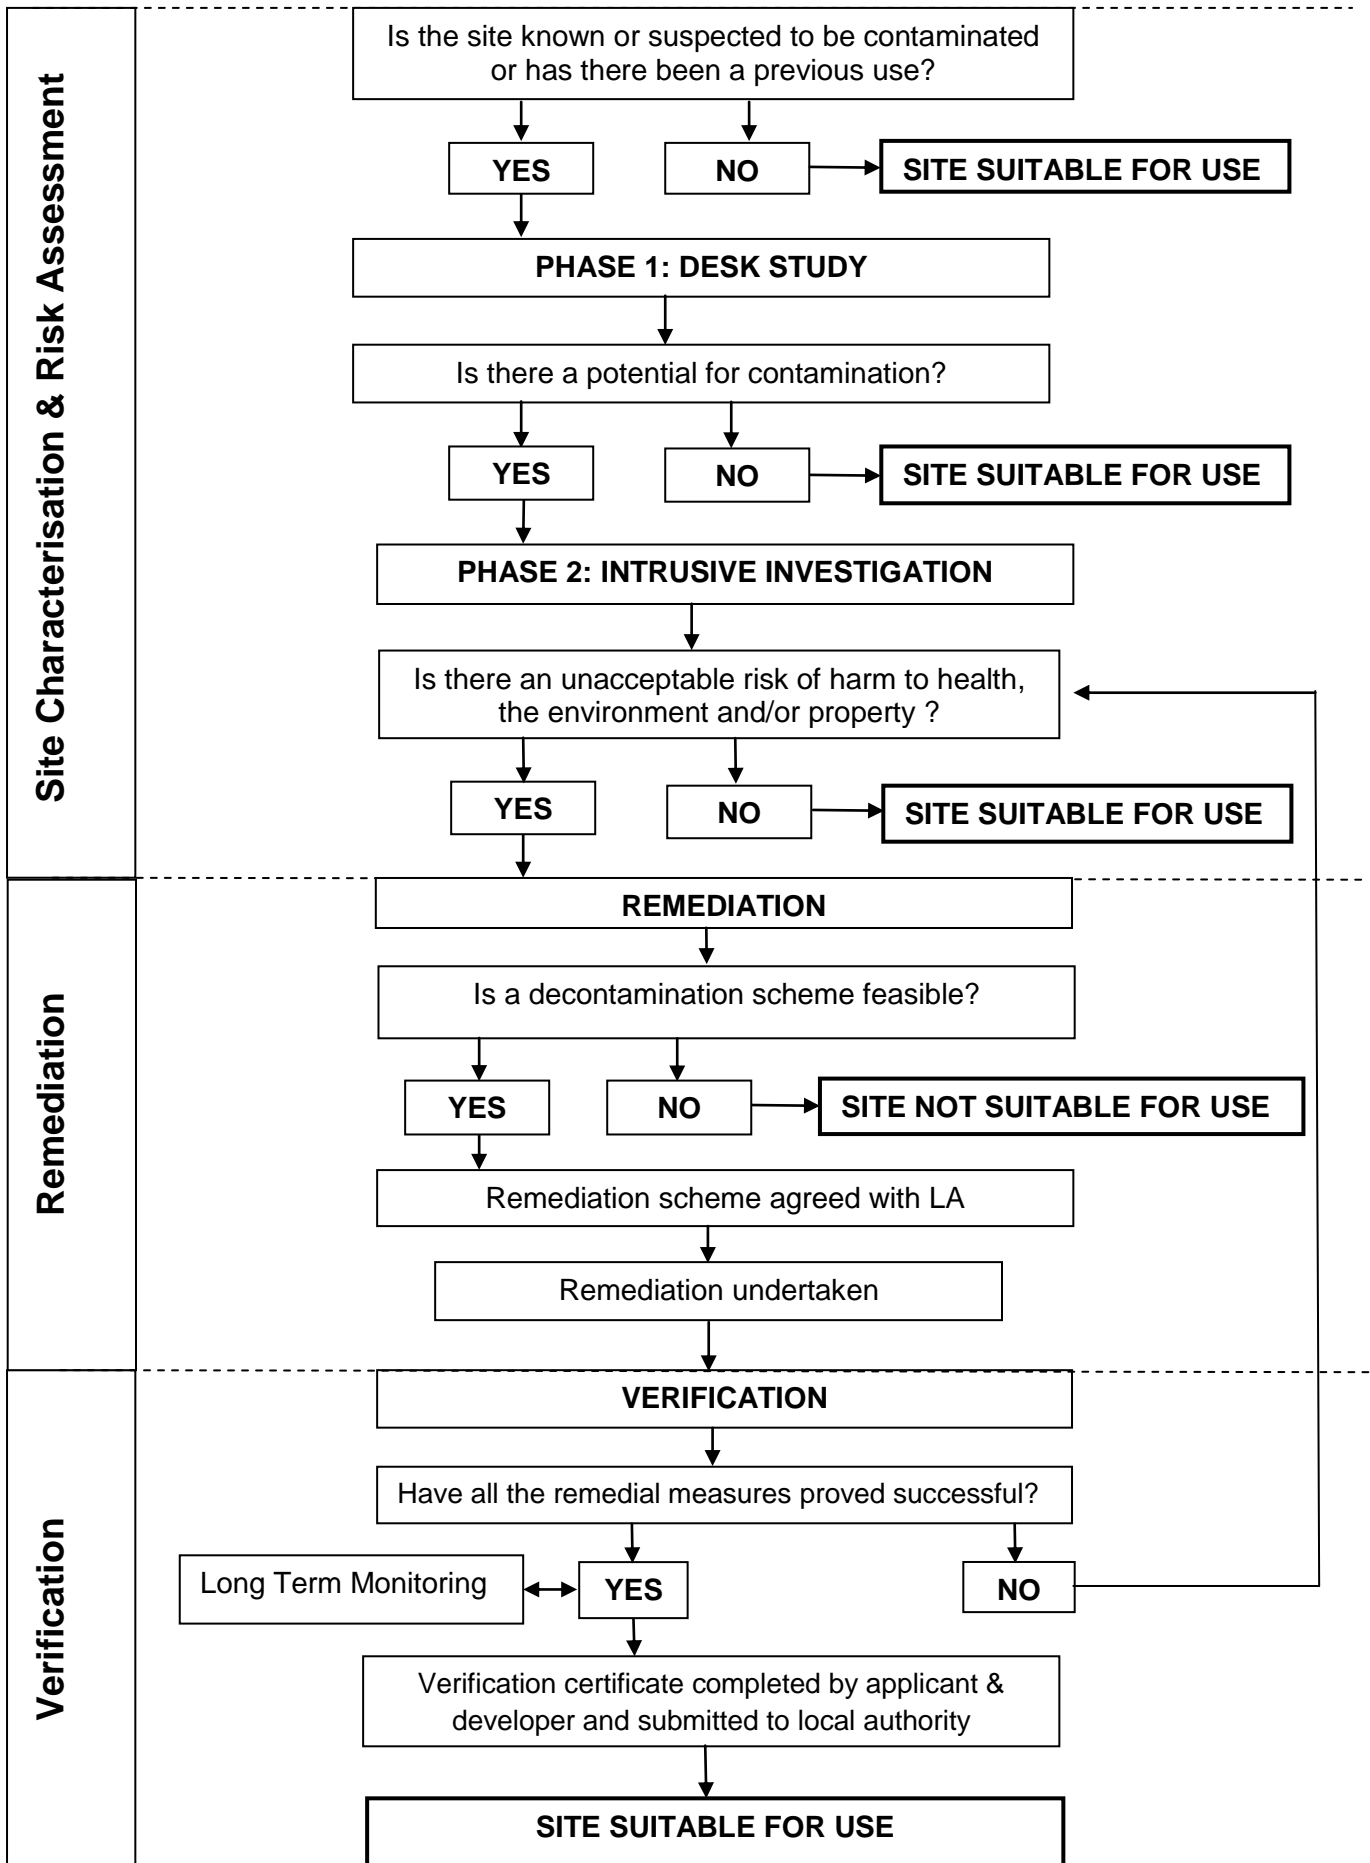 Site Characterisation & Risk Assessment
Is the site known or suspected to be contaminated
or has there been a previous use?
YES
NO
SITE SUITABLE FOR USE
PHASE 1: DESK STUDY
Is there a potential for contamination?
YES
NO
SITE SUITABLE FOR USE
PHASE 2: INTRUSIVE INVESTIGATION
Is there an unacceptable risk of harm to health,
the environment and/or property ?
YES
NO
SITE SUITABLE FOR USE
Remediation
REMEDIATION
Is a decontamination scheme feasible?
YES
NO
SITE NOT SUITABLE FOR USE
Remediation scheme agreed with LA
Remediation undertaken
Verification
VERIFICATION
Have all the remedial measures proved successful?
Long Term Monitoring
YES
NO
Verification certificate completed by applicant &
developer and submitted to local authority
SITE SUITABLE FOR USE